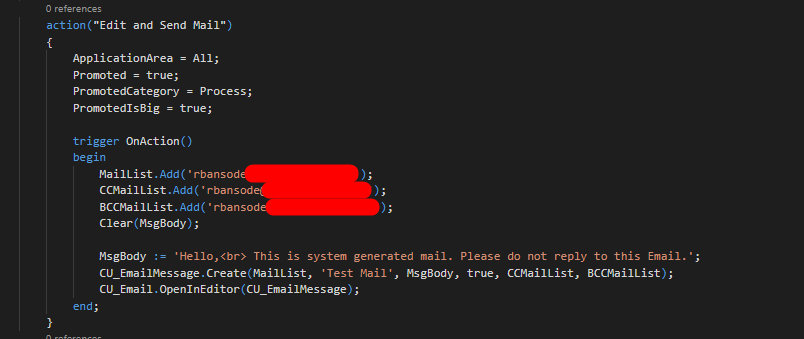 0 references
action("Edit and Send Mail")
{
ApplicationArea = All;
Promoted = true;
PromotedCategory = Process;
PromotedIsBig = true;
trigger OnAction()
begin
MailList.Add('rbansode );
CCMailList.Add('rbansode@ );
BCCMailList.Add('rbansode );
Clear(MsgBody);
MsgBody := 'Hello,<br> This is system generated mail. Please do not reply to this Email.';
CU_EmailMessage.Create(MailList, 'Test Mail', MsgBody, true, CCMailList, BCCMailList);
CU_Email.OpenInEditor(CU_EmailMessage);
end;
}
0 references